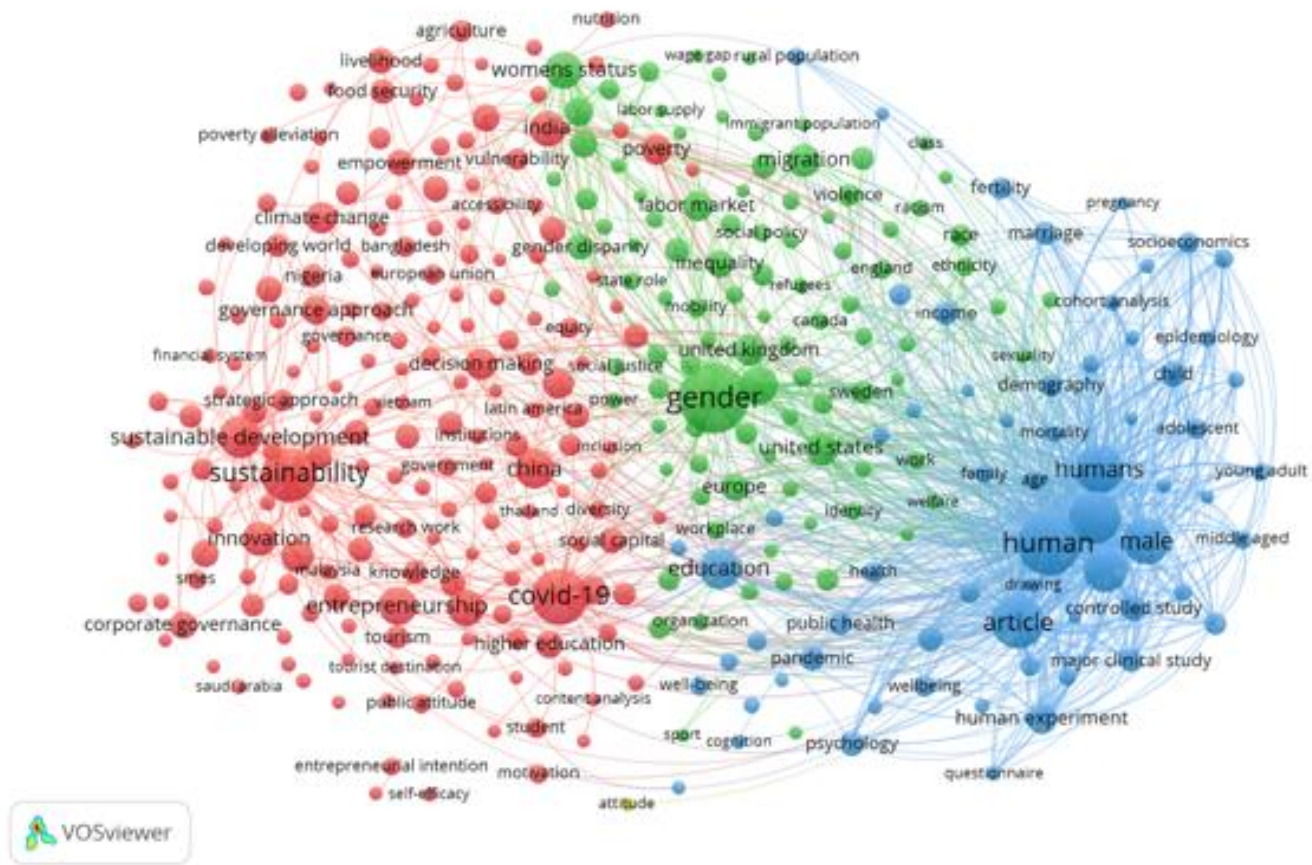 nutrition
agriculture
livelihood
womens status
wage gap
rural population
food security
labor supply
immigrant population
poverty alleviation
india
poverty
class
empowerment
vulnerability
migration
fertility
violence
pregnancy
accessibility
labor market
racism
climate change
social policy
race
marriage
developing world
bangladesh
gender disparity
socioeconomics
nigeria
european union
state role
inequality
england
ethnicity
refugees
cohort analysis
governance approach
mobility
canada
income
governance
equity
epidemiology
financial system
decision making
social justice
united kingdom
sexuality
child
strategic approach
vietnam
latin america
power
gender
sweden
demography
sustainable development
institutions
inclusion
united states
mortality
adolescent
sustainability
government
china
work
family
age
humans
young adult
europe
thailand
diversity
identity
welfare
innovation
research work
social capital
workplace
human
male
middle aged
smes
malaysia
knowledge
education
health
drawing
covid-19
entrepreneurship
controlled study
corporate governance
tourism
higher education
organization
public health
article
tourist destination
pandemic
major clinical study
saudi arabia
public attitude
content analysis
well-being
wellbeing
student
sport
cognition
psychology
human experiment
entrepreneurial intention
motivation
questionnaire
self-efficacy
attitude
VOSviewer